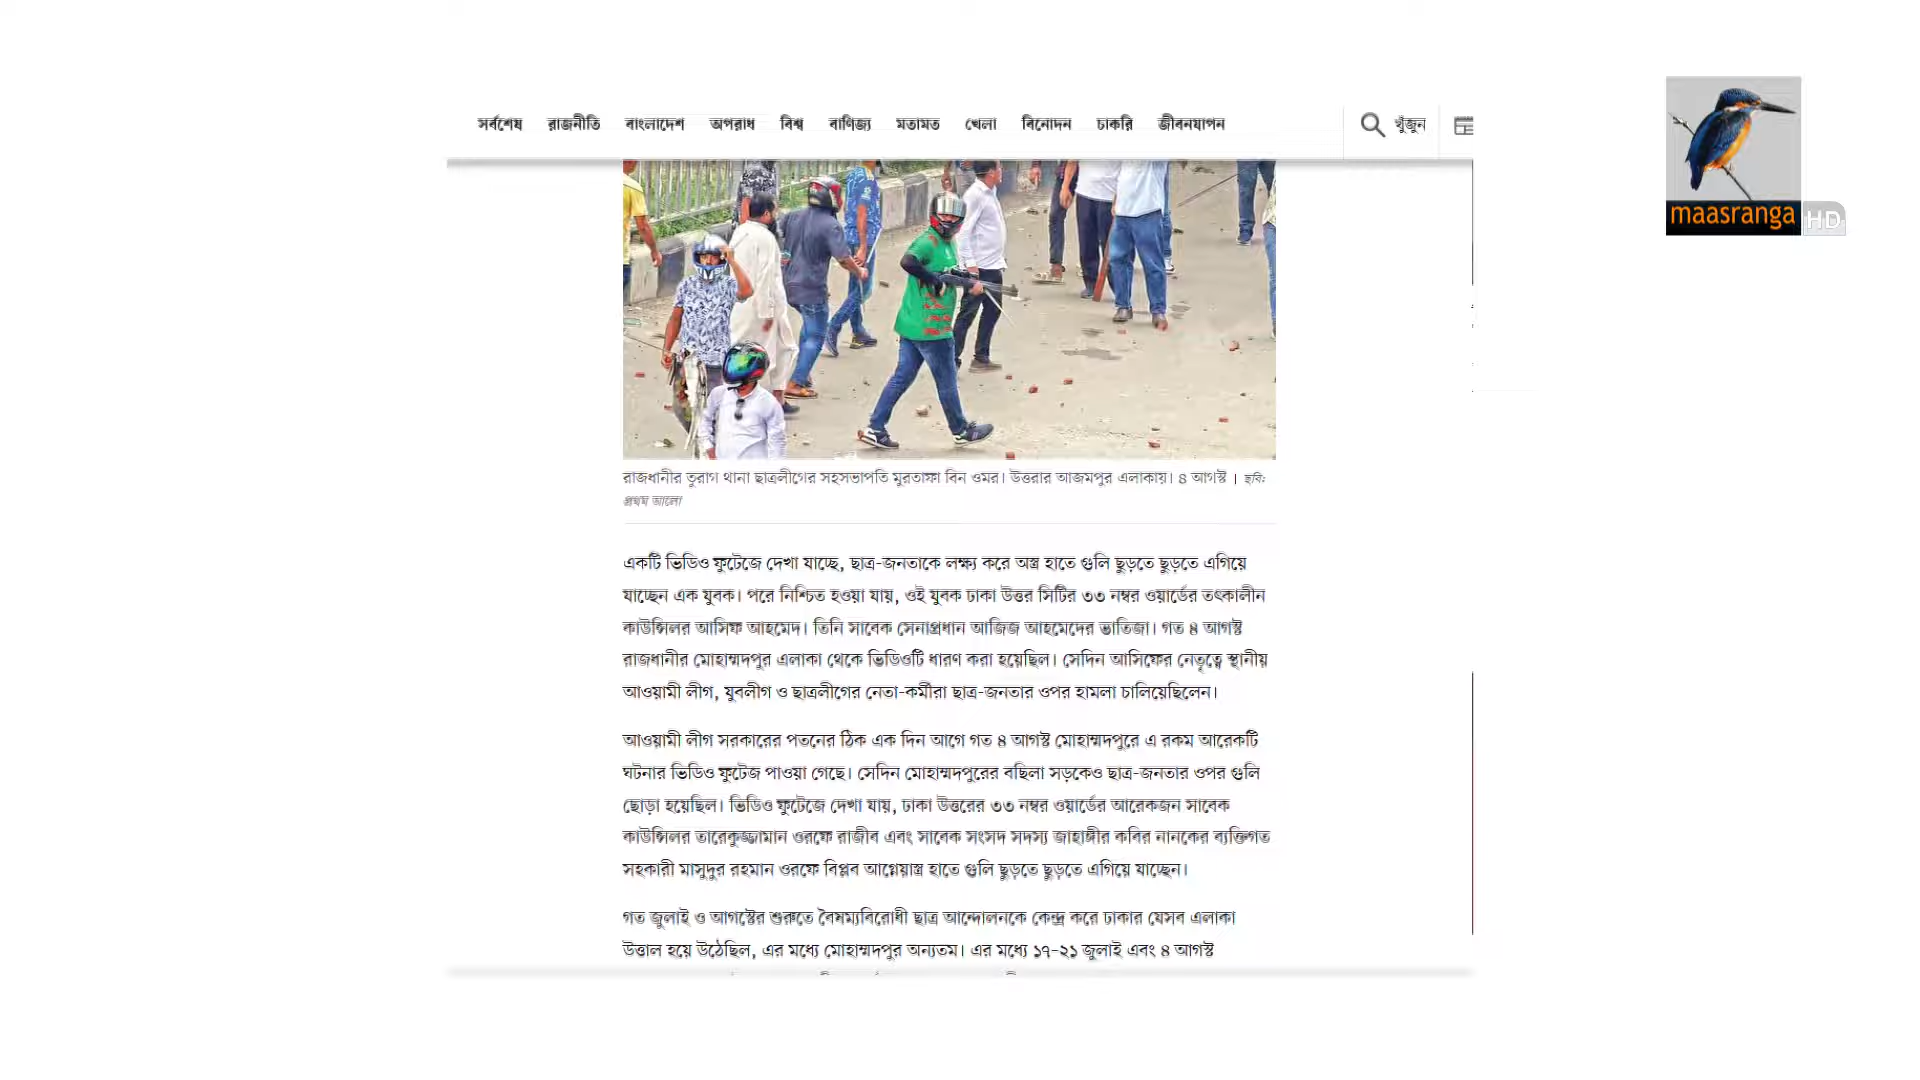 সর্বশেষ রাজনীতি বাংলাদেশ অপরাধ বিশ্ব বাণিজ্য মতামত খেলা বিনোদন চাকরি জীবনযাপন খুঁজুন
maasranga HD
রাজধানীর তুরাগ থানা ছাত্রলীগের সহসভাপতি মুরতাফা বিন ওমর। উত্তরার আজমপুর এলাকায়। ৪ আগস্ট । ছবি:
প্রথম আলো
একটি ভিডিও ফুটেজে দেখা যাচ্ছে, ছাত্র-জনতাকে লক্ষ্য করে অস্ত্র হাতে গুলি ছুড়তে ছুড়তে এগিয়ে
যাচ্ছেন এক যুবক। পরে নিশ্চিত হওয়া যায়, ওই যুবক ঢাকা উত্তর সিটির ৩৩ নম্বর ওয়ার্ডের তৎকালীন
কাউন্সিলর আসিফ আহমেদ। তিনি সাবেক সেনাপ্রধান আজিজ আহমেদের ভাতিজা। গত ৪ আগস্ট
রাজধানীর মোহাম্মদপুর এলাকা থেকে ভিডিওটি ধারণ করা হয়েছিল। সেদিন আসিফের নেতৃত্বে স্থানীয়
আওয়ামী লীগ, যুবলীগ ও ছাত্রলীগের নেতা-কর্মীরা ছাত্র-জনতার ওপর হামলা চালিয়েছিলেন।
আওয়ামী লীগ সরকারের পতনের ঠিক এক দিন আগে গত ৪ আগস্ট মোহাম্মদপুরে এ রকম আরেকটি
ঘটনার ভিডিও ফুটেজ পাওয়া গেছে। সেদিন মোহাম্মদপুরের বছিলা সড়কেও ছাত্র-জনতার ওপর গুলি
ছোড়া হয়েছিল। ভিডিও ফুটেজে দেখা যায়, ঢাকা উত্তরের ৩৩ নম্বর ওয়ার্ডের আরেকজন সাবেক
কাউন্সিলর তারেকুজ্জামান ওরফে রাজীব এবং সাবেক সংসদ সদস্য জাহাঙ্গীর কবির নানকের ব্যক্তিগত
সহকারী মাসুদুর রহমান ওরফে বিপ্লব আগ্নেয়াস্ত্র হাতে গুলি ছুড়তে ছুড়তে এগিয়ে যাচ্ছেন।
গত জুলাই ও আগস্টের শুরুতে বৈষম্যবিরোধী ছাত্র আন্দোলনকে কেন্দ্র করে ঢাকার যেসব এলাকা
উত্তাল হয়ে উঠেছিল, এর মধ্যে মোহাম্মদপুর অন্যতম। এর মধ্যে ১৭-২১ জুলাই এবং ৪ আগস্ট